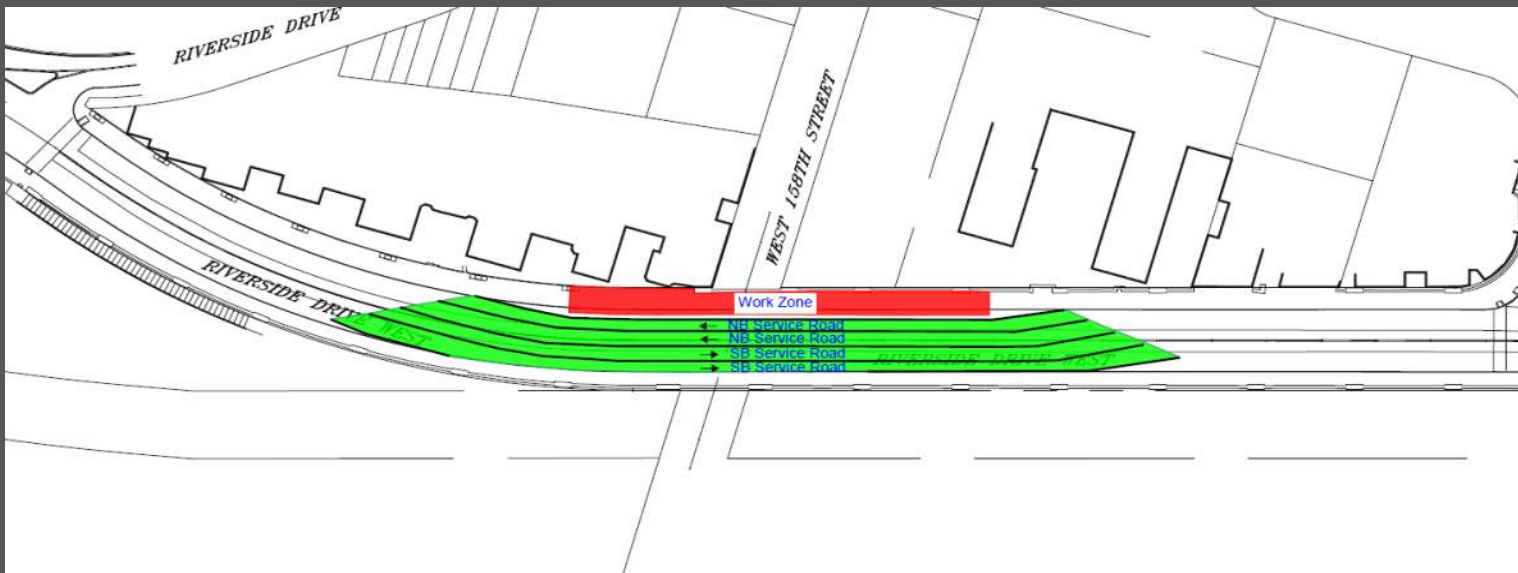 RIVERSIDE DRIVE
WEST 158TH STREET
RIVERSIDE DRIVE WEST
Work Zone
NB Service Road
NB Service Road
SB Service Road
RIVERSIDE DRIVE WEST
SB Service Road